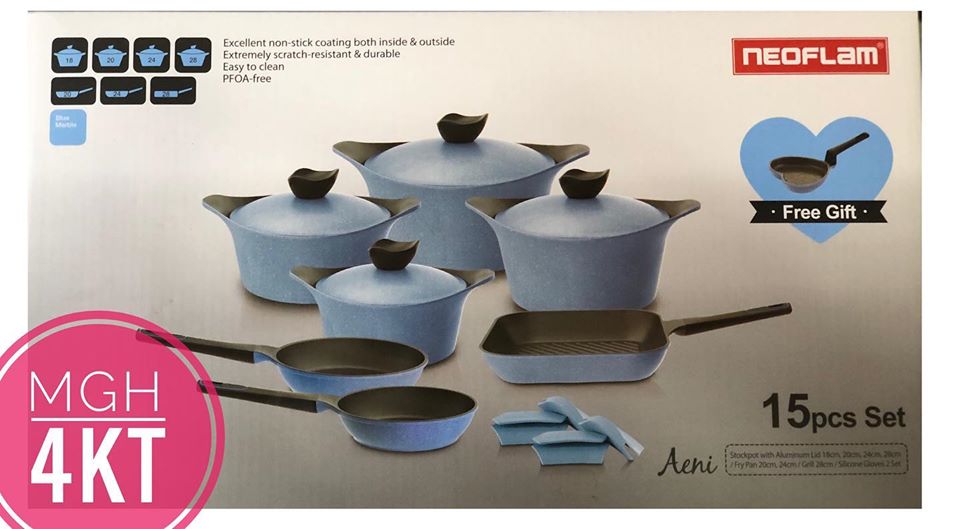 18 20 24 28
20 24 28
Blue
Marble
Excellent non-stick coating both inside & outside
Extremely scratch-resistant & durable
Easy to clean
PFOA-free
NEOFLAM®
· Free Gift ·
15pcs Set
Aeni
Stockpot with Aluminum Lid 18cm, 20cm, 24cm, 28cm
/ Fry Pan 20cm, 24cm / Grill 28cm / Silicone Gloves 2 Set
MGH
4KT